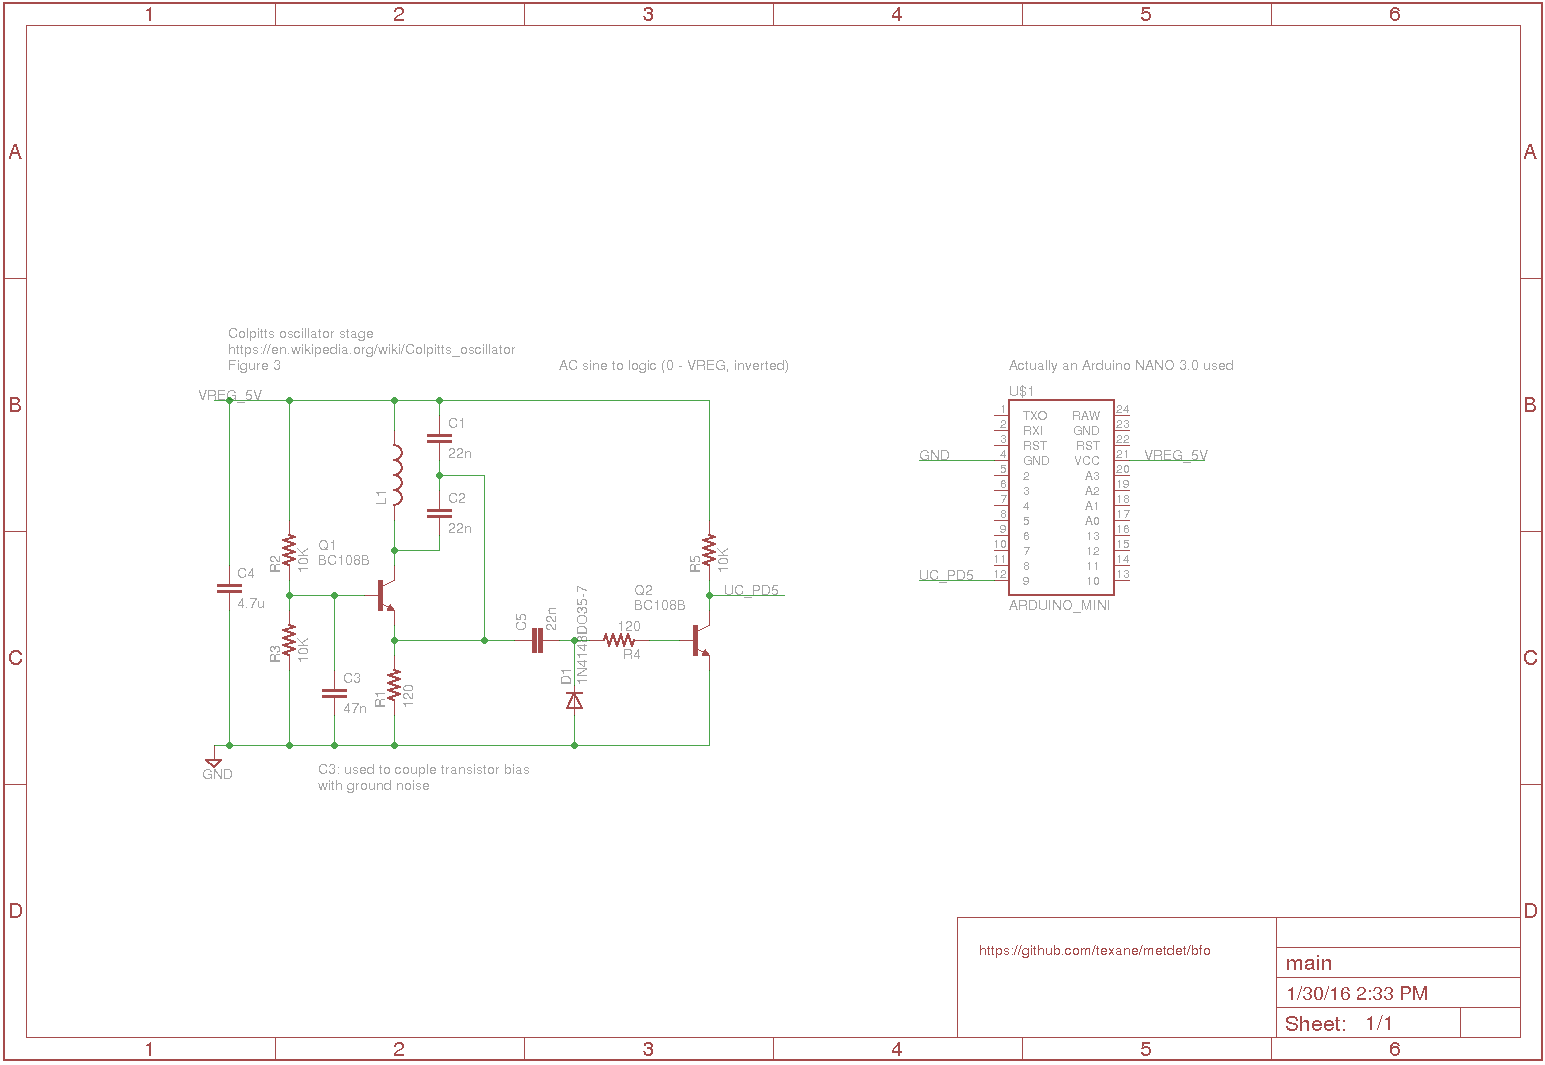 1 2 3 4 5 6
A A
Colpitts oscillator stage
https://en.wikipedia.org/wiki/Colpitts_oscillator
Figure 3
AC sine to logic (0 - VREG, inverted)
Actually an Arduino NANO 3.0 used
VREG_5V
B B
C1
22n
L1
C2
22n
R2
10K
Q1
BC108B
C4
4.7u
R3
10K
C3
47n
R1
120
C5
22n
D1
1N4148DO35-7
120
R4
Q2
BC108B
R5
10K
UC_PD5
GND
C3: used to couple transistor bias
with ground noise
U$1
1 TXO RAW 24
2 RXI GND 23
3 RST RST 22
GND 4 GND VCC 21 VREG_5V
5 2 A3 20
6 3 A2 19
7 4 A1 18
8 5 A0 17
9 6 13 16
10 7 12 15
11 8 11 14
UC_PD5 12 9 10 13
ARDUINO_MINI
C C
D D
https://github.com/texane/metdet/bfo
main
1/30/16 2:33 PM
Sheet: 1/1
1 2 3 4 5 6